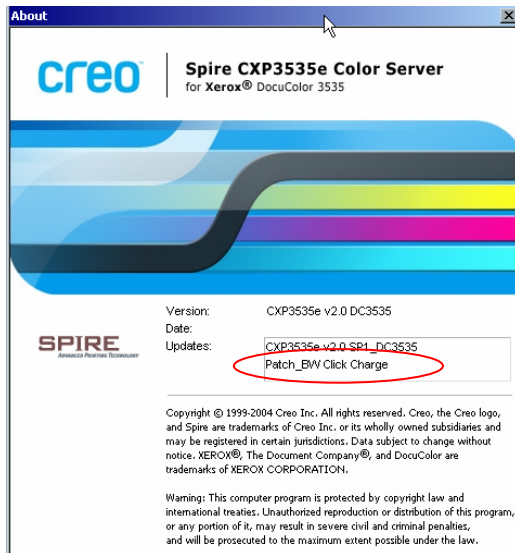 About
creo
Spire CXP3535e Color Server
for Xerox® DocuColor 3535
Version: CXP3535e v2.0 DC3535
Date:
SPIRE
ADVANCED PRINTING TECHNOLOGY
Updates: CXP3535e v2.0 SP1_DC3535
Patch_BW Click Charge
Copyright © 1999-2004 Creo Inc. All rights reserved. Creo, the Creo logo,
and Spire are trademarks of Creo Inc. or its wholly owned subsidiaries and
may be registered in certain jurisdictions. Data subject to change without
notice. XEROX®, The Document Company®, and DocuColor are
trademarks of XEROX CORPORATION.
Warning: This computer program is protected by copyright law and
international treaties. Unauthorized reproduction or distribution of this program,
or any portion of it, may result in severe civil and criminal penalties,
and will be prosecuted to the maximum extent possible under the law.